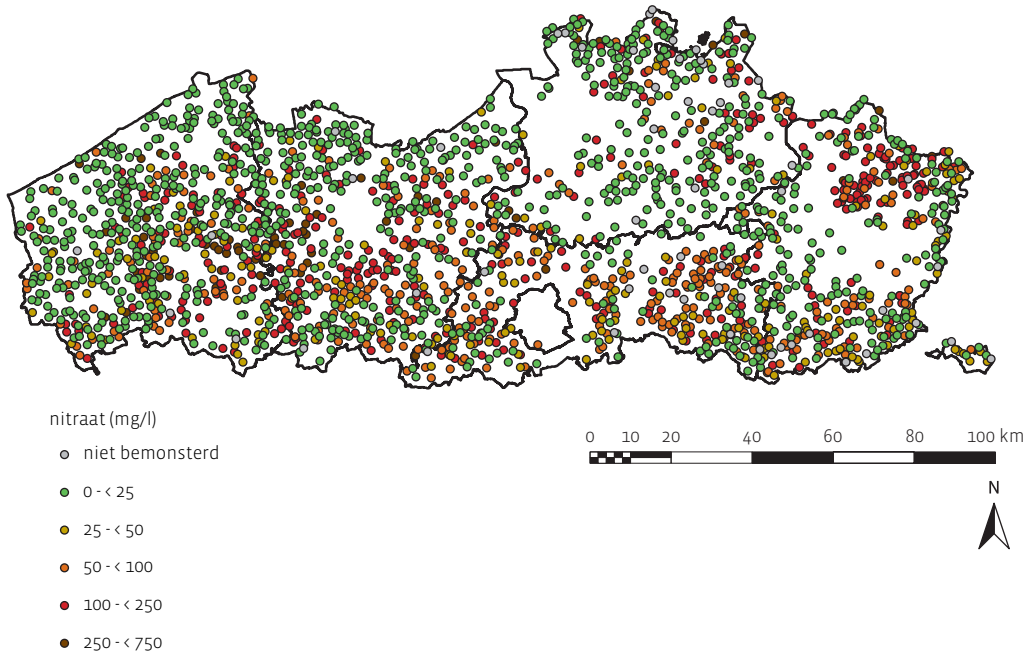 nitraat (mg/l)
niet bemonsterd
0 - < 25
25 - < 50
50 - < 100
100 - < 250
250 - < 750
0 10 20 40 60 80 100 km
N